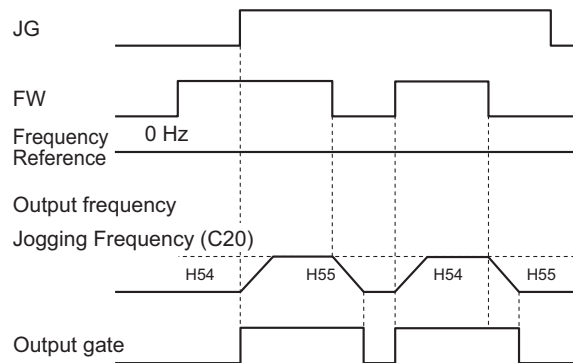 JG
FW
0 Hz
Frequency
Reference
Output frequency
Jogging Frequency (C20)
H54 H55 H54 H55
Output gate